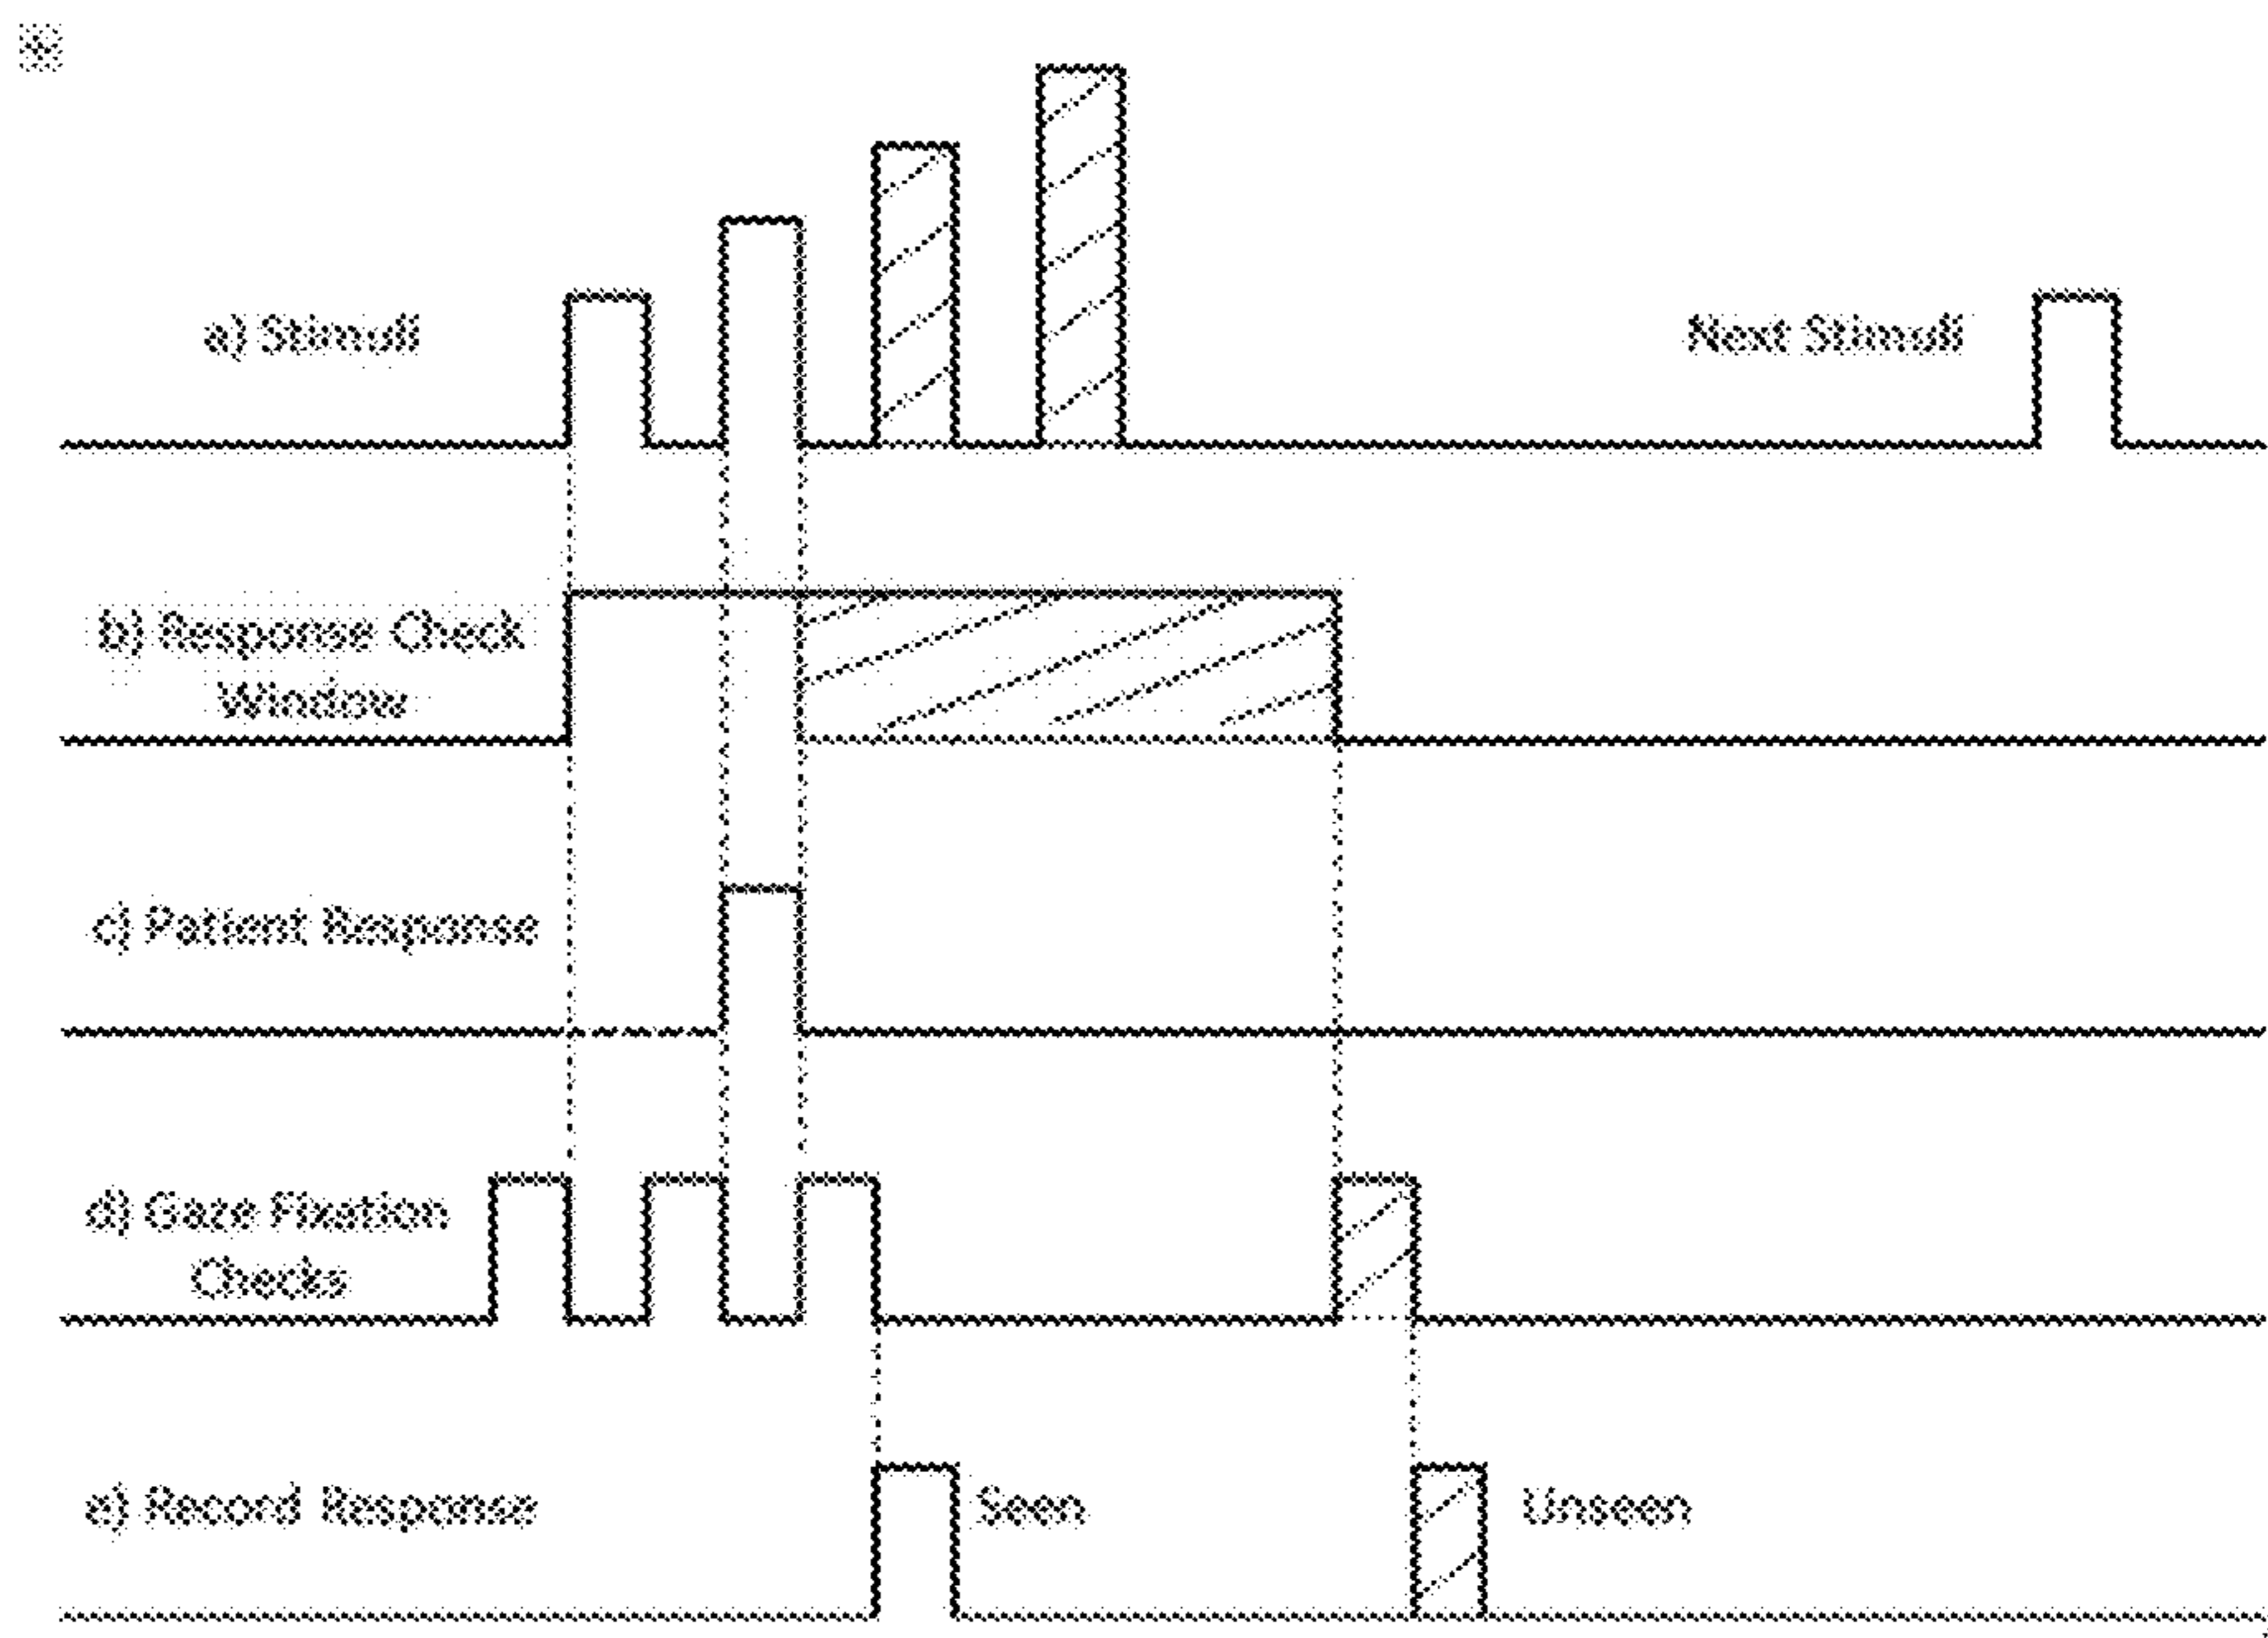 a) Stimuli
Next Stimuli
b) Response Check
Window
c) Patient Response
d) Gaze Fixation
Checks
e) Record Response
Seen
Unseen